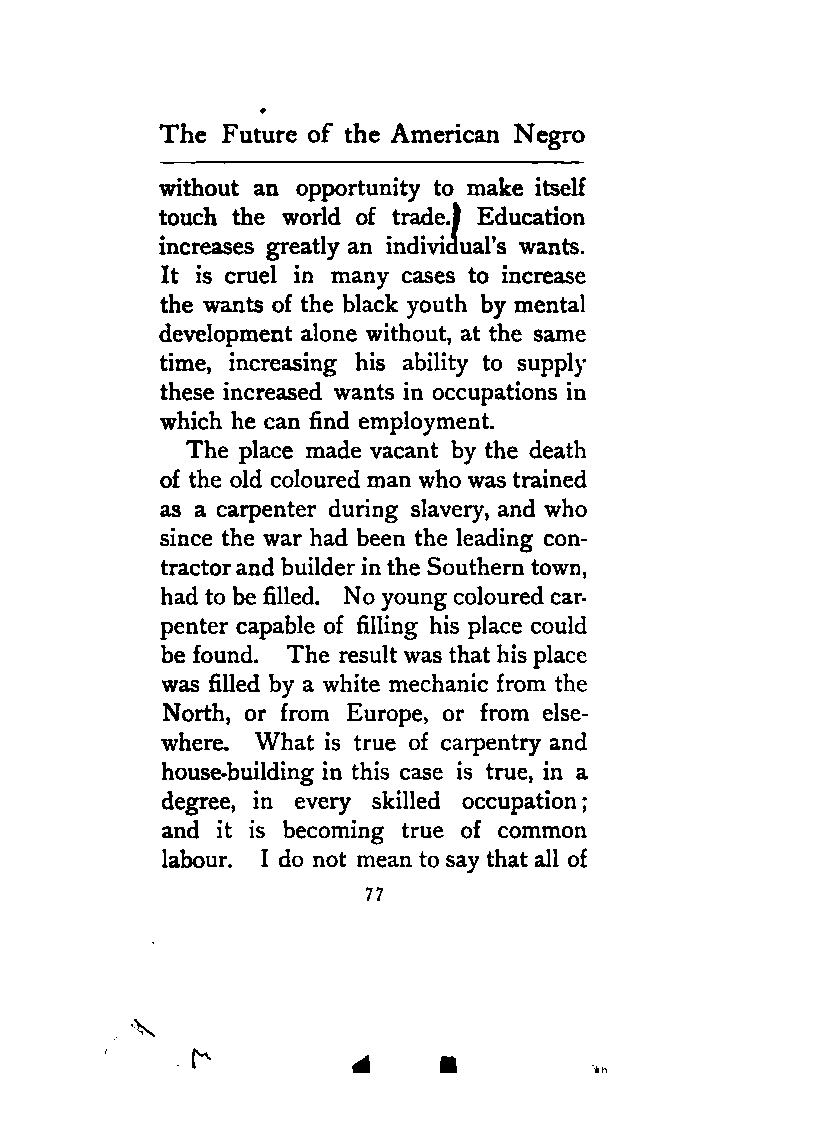 The Future of the American Negro
without an opportunity to make itself
touch the world of trade. Education
increases greatly an individual's wants.
It is cruel in many cases to increase
the wants of the black youth by mental
development alone without, at the same
time, increasing his ability to supply
these increased wants in occupations in
which he can find employment.
The place made vacant by the death
of the old coloured man who was trained
as a carpenter during slavery, and who
since the war had been the leading con-
tractor and builder in the Southern town,
had to be filled. No young coloured car-
penter capable of filling his place could
be found. The result was that his place
was filled by a white mechanic from the
North, or from Europe, or from else-
where. What is true of carpentry and
house-building in this case is true, in a
degree, in every skilled occupation;
and it is becoming true of common
labour. I do not mean to say that all of
77